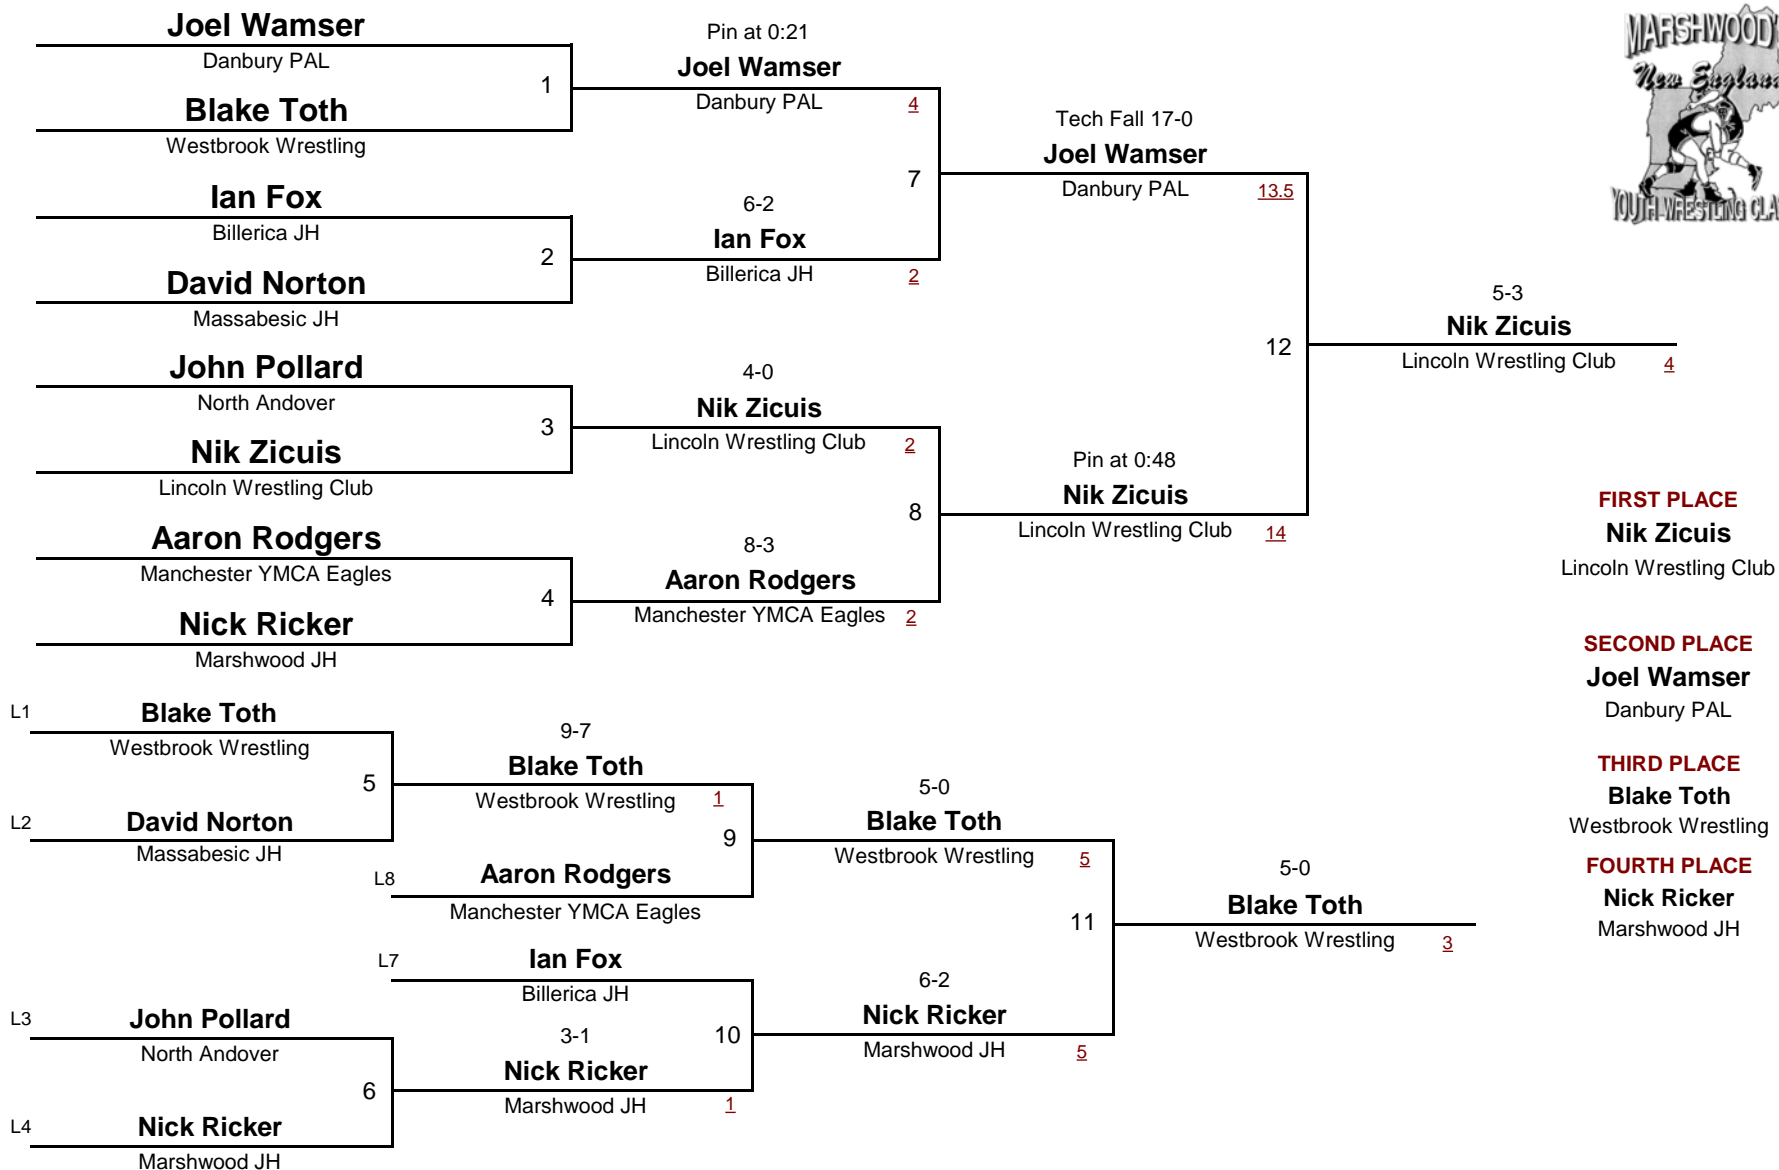 Joel Wamser
Danbury PAL
1
Blake Toth
Westbrook Wrestling
Ian Fox
Billerica JH
2
David Norton
Massabesic JH
John Pollard
North Andover
3
Nik Zicuis
Lincoln Wrestling Club
Aaron Rodgers
Manchester YMCA Eagles
4
Nick Ricker
Marshwood JH
Pin at 0:21
Joel Wamser
Danbury PAL 4
7
6-2
Ian Fox
Billerica JH 2
4-0
Nik Zicuis
Lincoln Wrestling Club 2
8
8-3
Aaron Rodgers
Manchester YMCA Eagles 2
Tech Fall 17-0
Joel Wamser
Danbury PAL 13.5
12
Pin at 0:48
Nik Zicuis
Lincoln Wrestling Club 14
5-3
Nik Zicuis
Lincoln Wrestling Club 4
MARSHWOOD
New England
YOUTH WRESTLING CLA
FIRST PLACE
Nik Zicuis
Lincoln Wrestling Club
SECOND PLACE
Joel Wamser
Danbury PAL
THIRD PLACE
Blake Toth
Westbrook Wrestling
FOURTH PLACE
Nick Ricker
Marshwood JH
L1 Blake Toth
Westbrook Wrestling
5
L2 David Norton
Massabesic JH
9-7
Blake Toth
Westbrook Wrestling 1
9
L8 Aaron Rodgers
Manchester YMCA Eagles
L7 Ian Fox
Billerica JH
10
L3 John Pollard
North Andover
6
L4 Nick Ricker
Marshwood JH
3-1
Nick Ricker
Marshwood JH 1
5-0
Blake Toth
Westbrook Wrestling 5
11
6-2
Nick Ricker
Marshwood JH 5
5-0
Blake Toth
Westbrook Wrestling 3